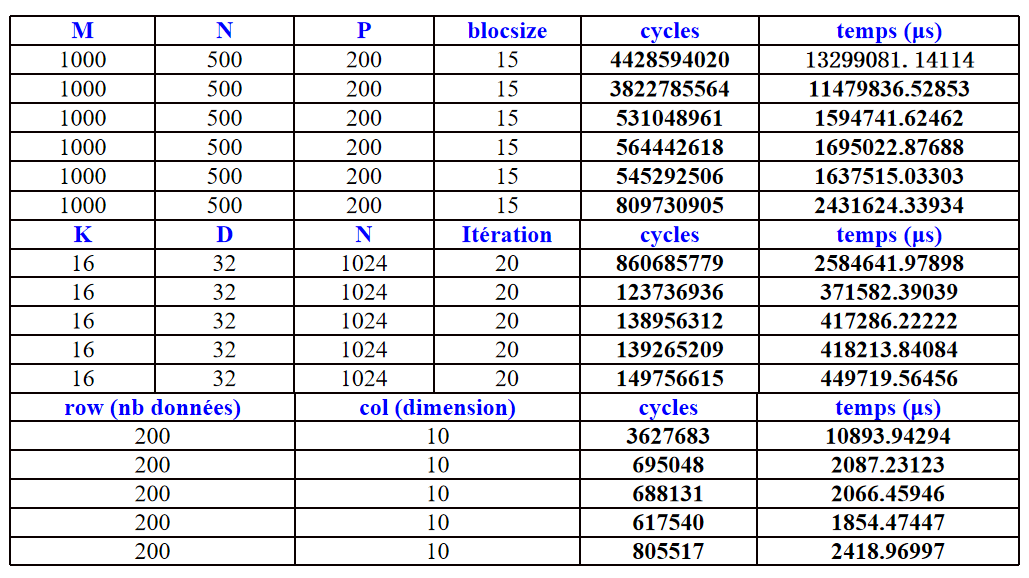 M N P blocsize cycles temps (µs)
1000 500 200 15 4428594020 13299081.14114
1000 500 200 15 3822785564 11479836.52853
1000 500 200 15 531048961 1594741.62462
1000 500 200 15 564442618 1695022.87688
1000 500 200 15 545292506 1637515.03303
1000 500 200 15 809730905 2431624.33934
K D N Itération cycles temps (µs)
16 32 1024 20 860685779 2584641.97898
16 32 1024 20 123736936 371582.39039
16 32 1024 20 138956312 417286.22222
16 32 1024 20 139265209 418213.84084
16 32 1024 20 149756615 449719.56456
row (nb données) col (dimension) cycles temps (µs)
200 10 3627683 10893.94294
200 10 695048 2087.23123
200 10 688131 2066.45946
200 10 617540 1854.47447
200 10 805517 2418.96997